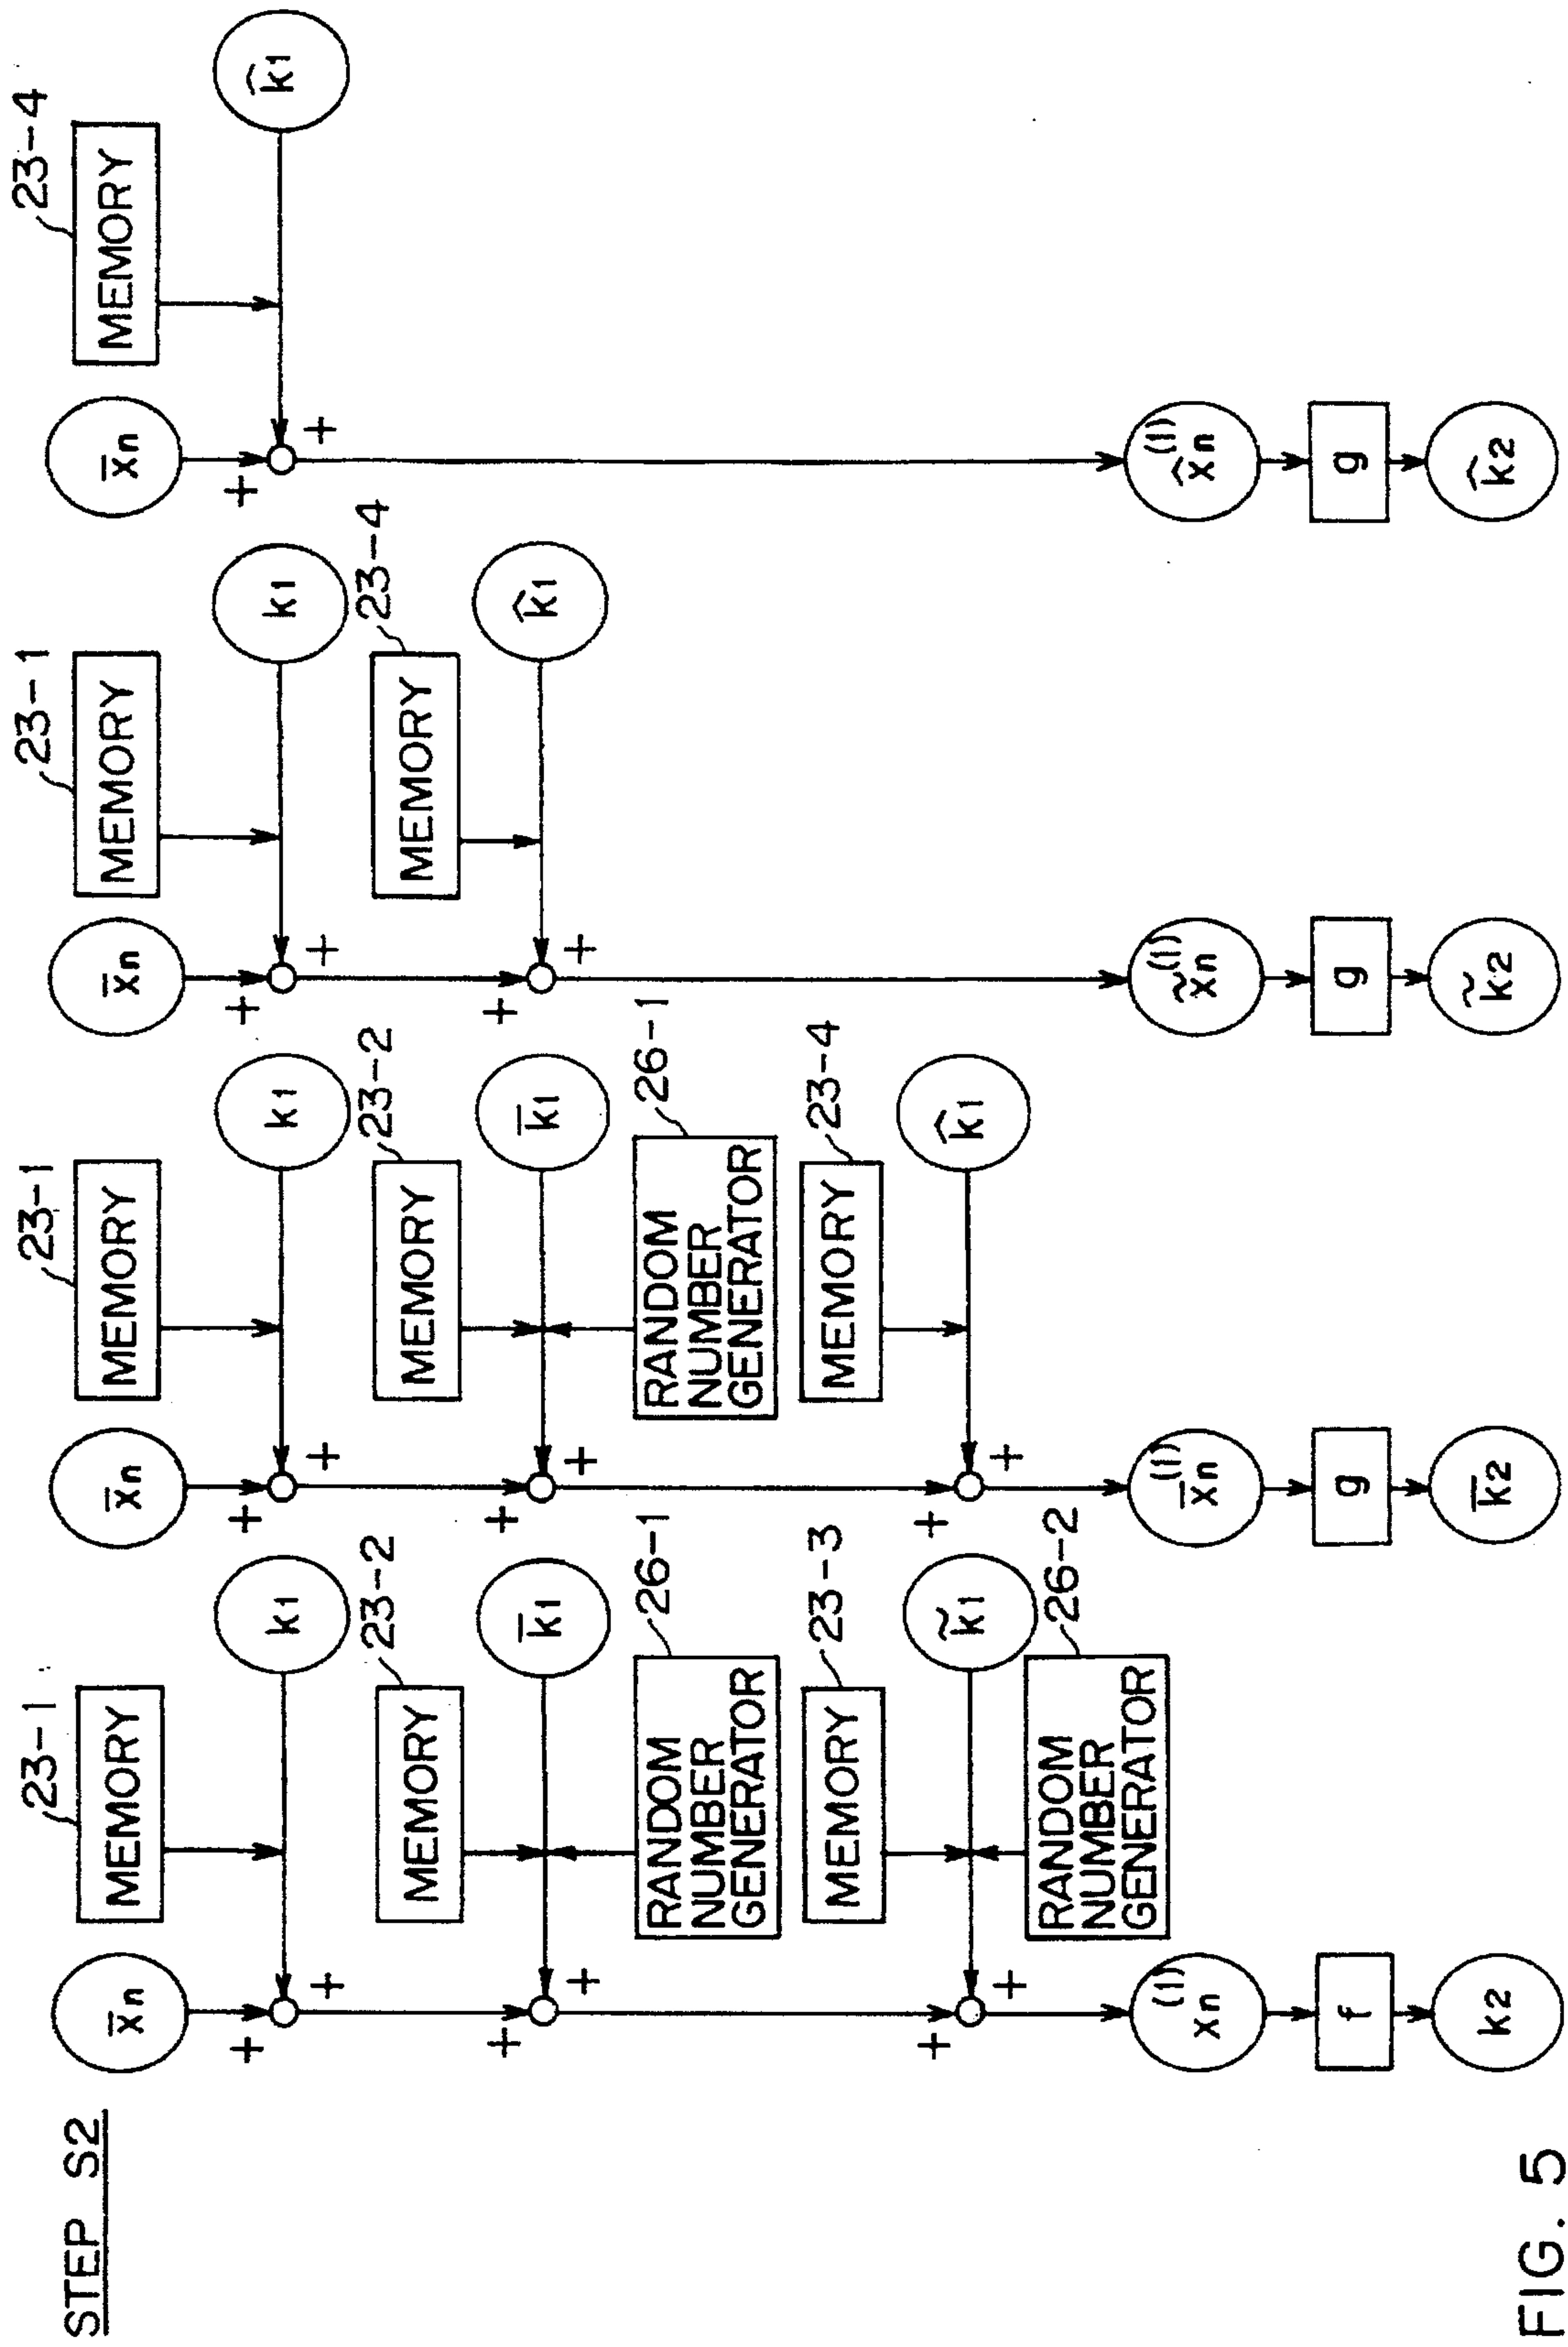 STEP S2
x̄n
23-1
MEMORY
k1
+
+
23-2
MEMORY
k̄1
+
+
26-1
RANDOM
NUMBER
GENERATOR
23-3
MEMORY
k̃1
+
+
26-2
RANDOM
NUMBER
GENERATOR
xn(1)
f
k2
x̄n
23-1
MEMORY
k1
+
+
23-2
MEMORY
k̄1
+
+
26-1
RANDOM
NUMBER
GENERATOR
23-4
MEMORY
k̂1
+
+
x̄n(1)
g
k̄2
x̄n
23-1
MEMORY
k1
+
+
23-4
MEMORY
k̂1
+
+
x̃n(1)
g
k̃2
x̄n
23-4
MEMORY
k̂1
+
+
x̂n(1)
g
k̂2
FIG. 5